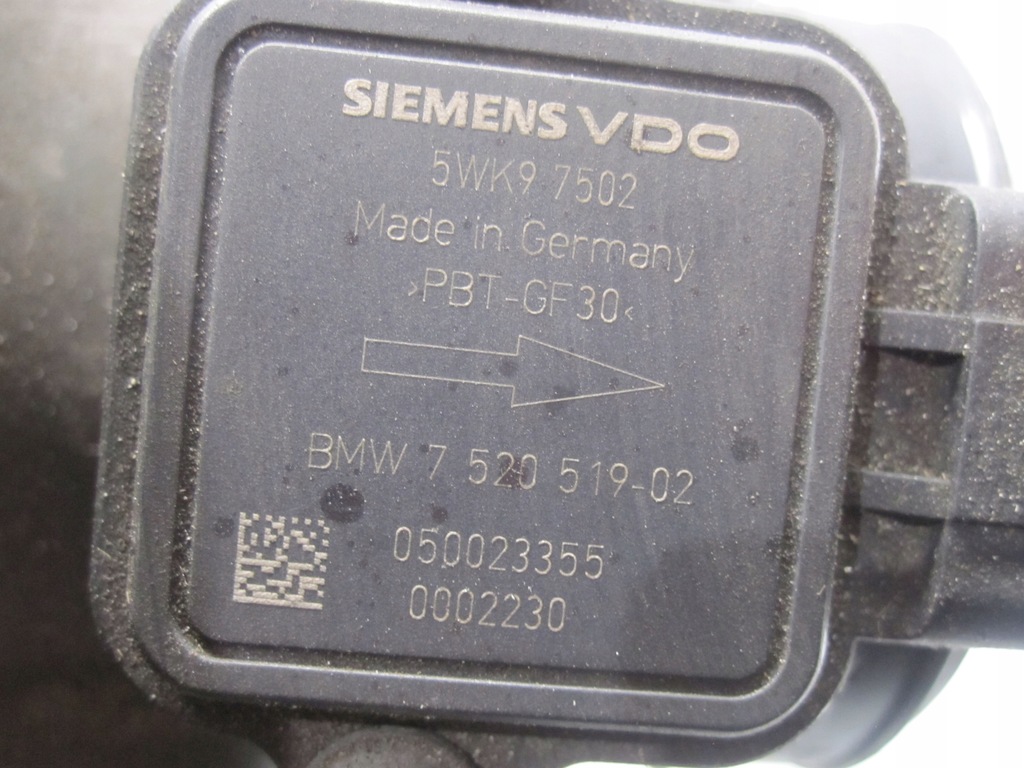 SIEMENS VDO
5WK9 7502
Made in Germany
>PBT-GF30<
BMW 7 520 519-02
050023355
0002230